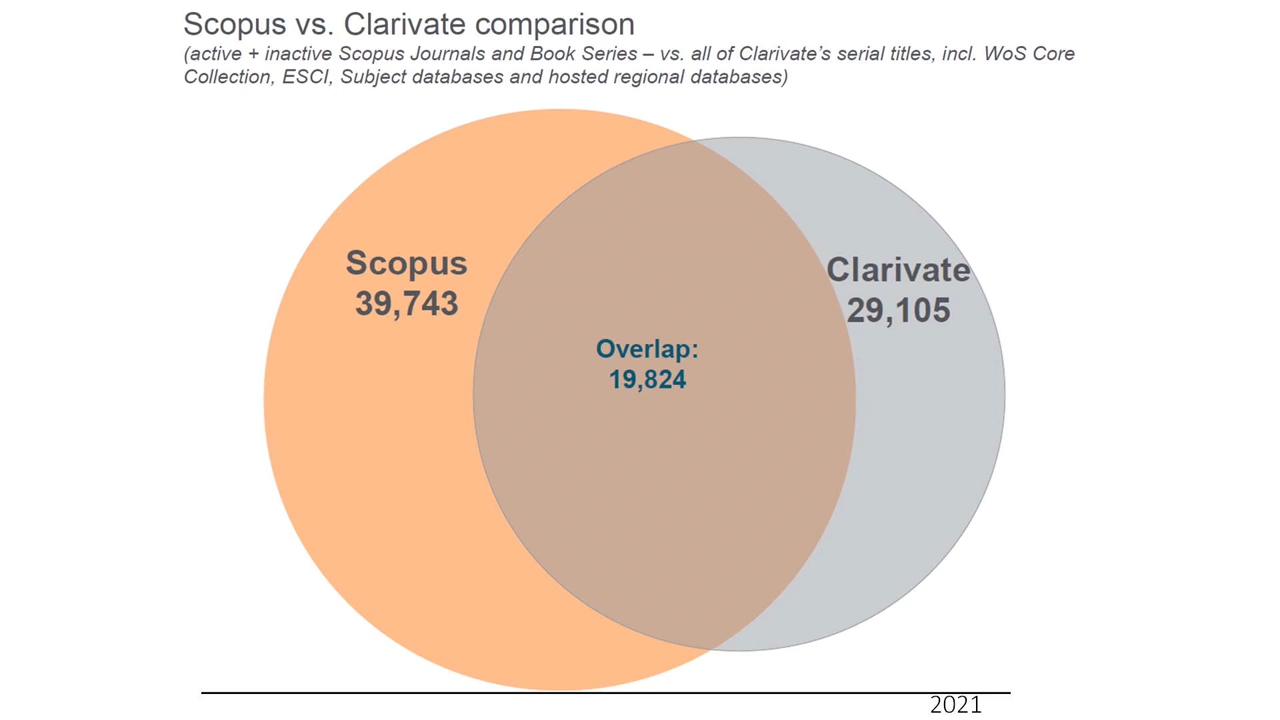 Scopus vs. Clarivate comparison
(active + inactive Scopus Journals and Book Series – vs. all of Clarivate's serial titles, incl. WoS Core
Collection, ESCI, Subject databases and hosted regional databases)
Scopus
39,743
Clarivate
29,105
Overlap:
19,824
2021